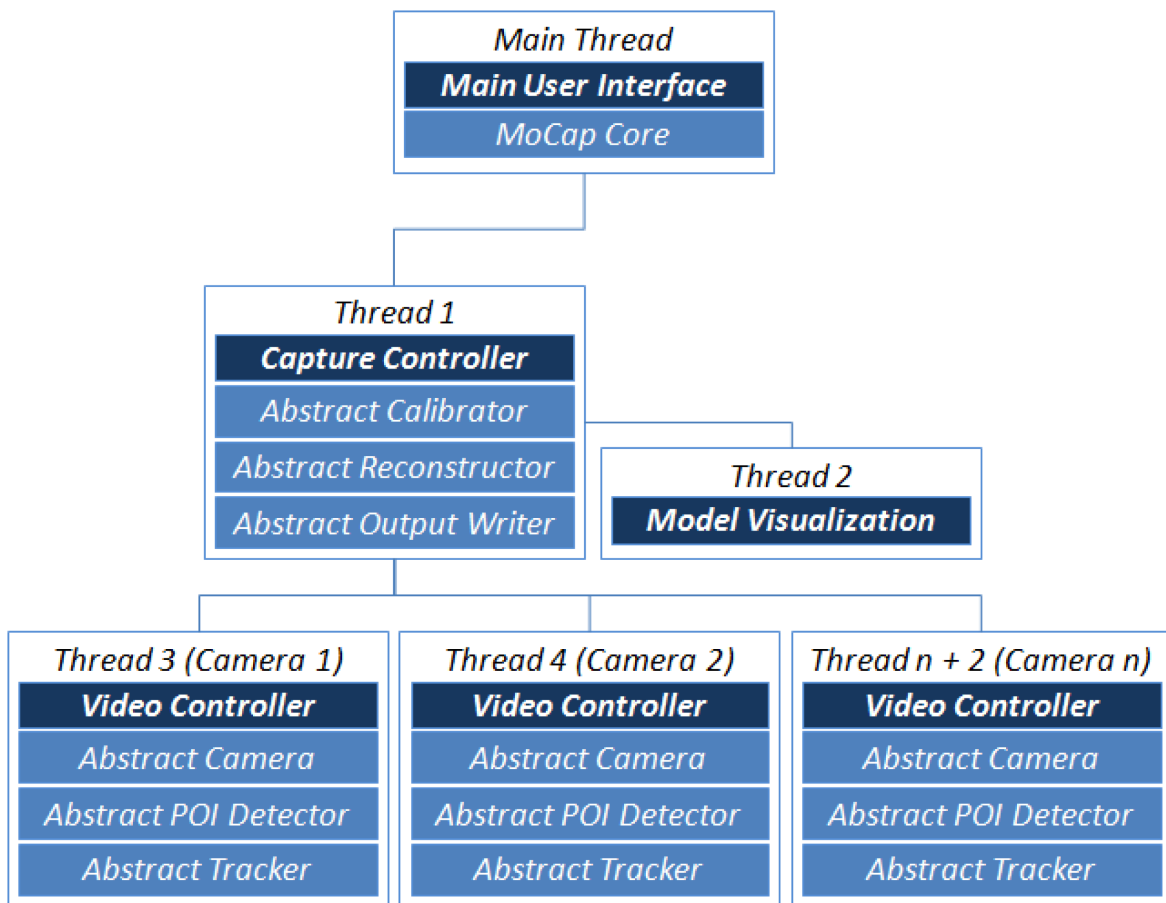 Main Thread
Main User Interface
MoCap Core
Thread 1
Capture Controller
Abstract Calibrator
Abstract Reconstructor
Abstract Output Writer
Thread 2
Model Visualization
Thread 3 (Camera 1)
Video Controller
Abstract Camera
Abstract POI Detector
Abstract Tracker
Thread 4 (Camera 2)
Video Controller
Abstract Camera
Abstract POI Detector
Abstract Tracker
Thread n + 2 (Camera n)
Video Controller
Abstract Camera
Abstract POI Detector
Abstract Tracker